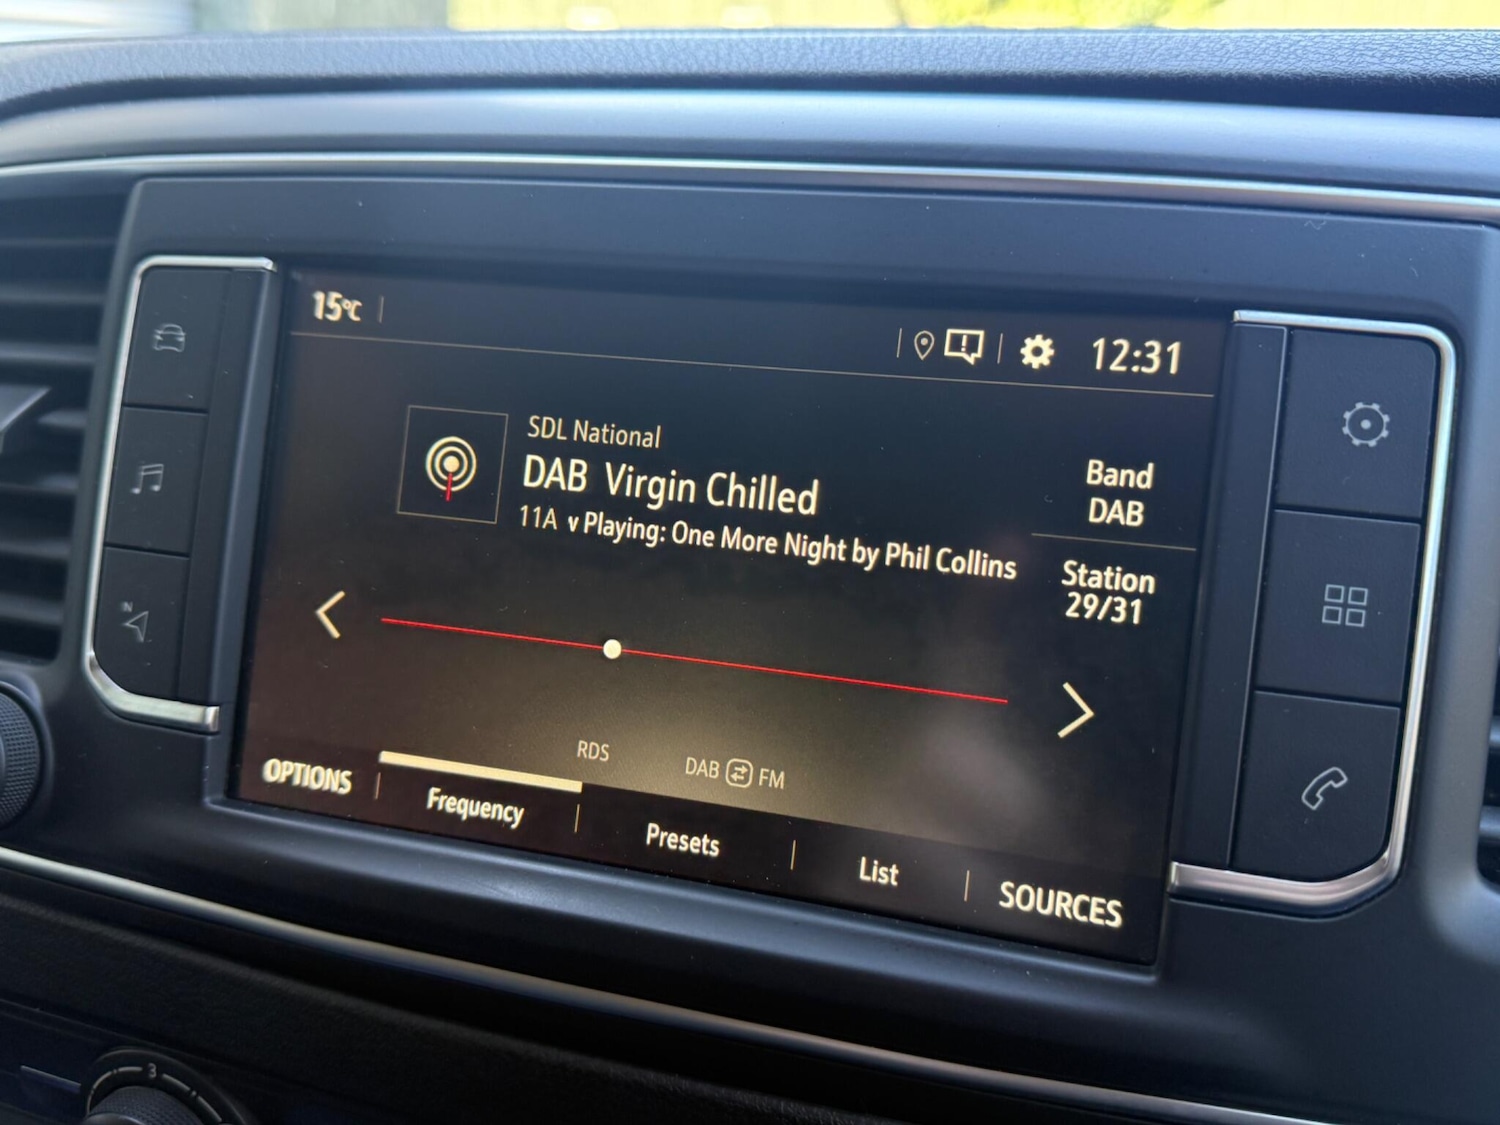 15°C
12:31
SDL National
DAB Virgin Chilled
11A v Playing: One More Night by Phil Collins
Band
DAB
Station
29/31
N
RDS
DAB FM
OPTIONS
Frequency
Presets
List
SOURCES
3